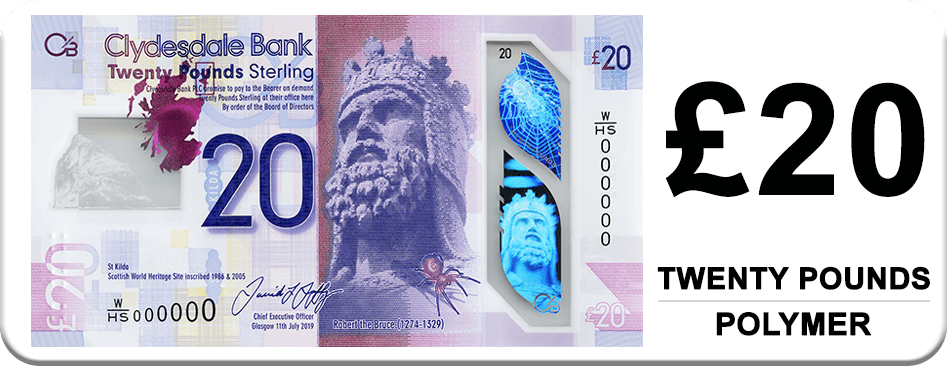 CB
Clydesdale Bank
Twenty Pounds Sterling
Clydesdale Bank PLC promise to pay to the Bearer on demand
Twenty Pounds Sterling at their office here
By order of the Board of Directors
20
£20
20
£20
W
HS 000000
St Kilda
Scottish World Heritage Site inscribed 1986 & 2005
W
HS 000000
Chief Executive Officer
Glasgow 11th July 2019
Robert the Bruce (1274-1329)
£20
£20
CB
£20
TWENTY POUNDS
POLYMER